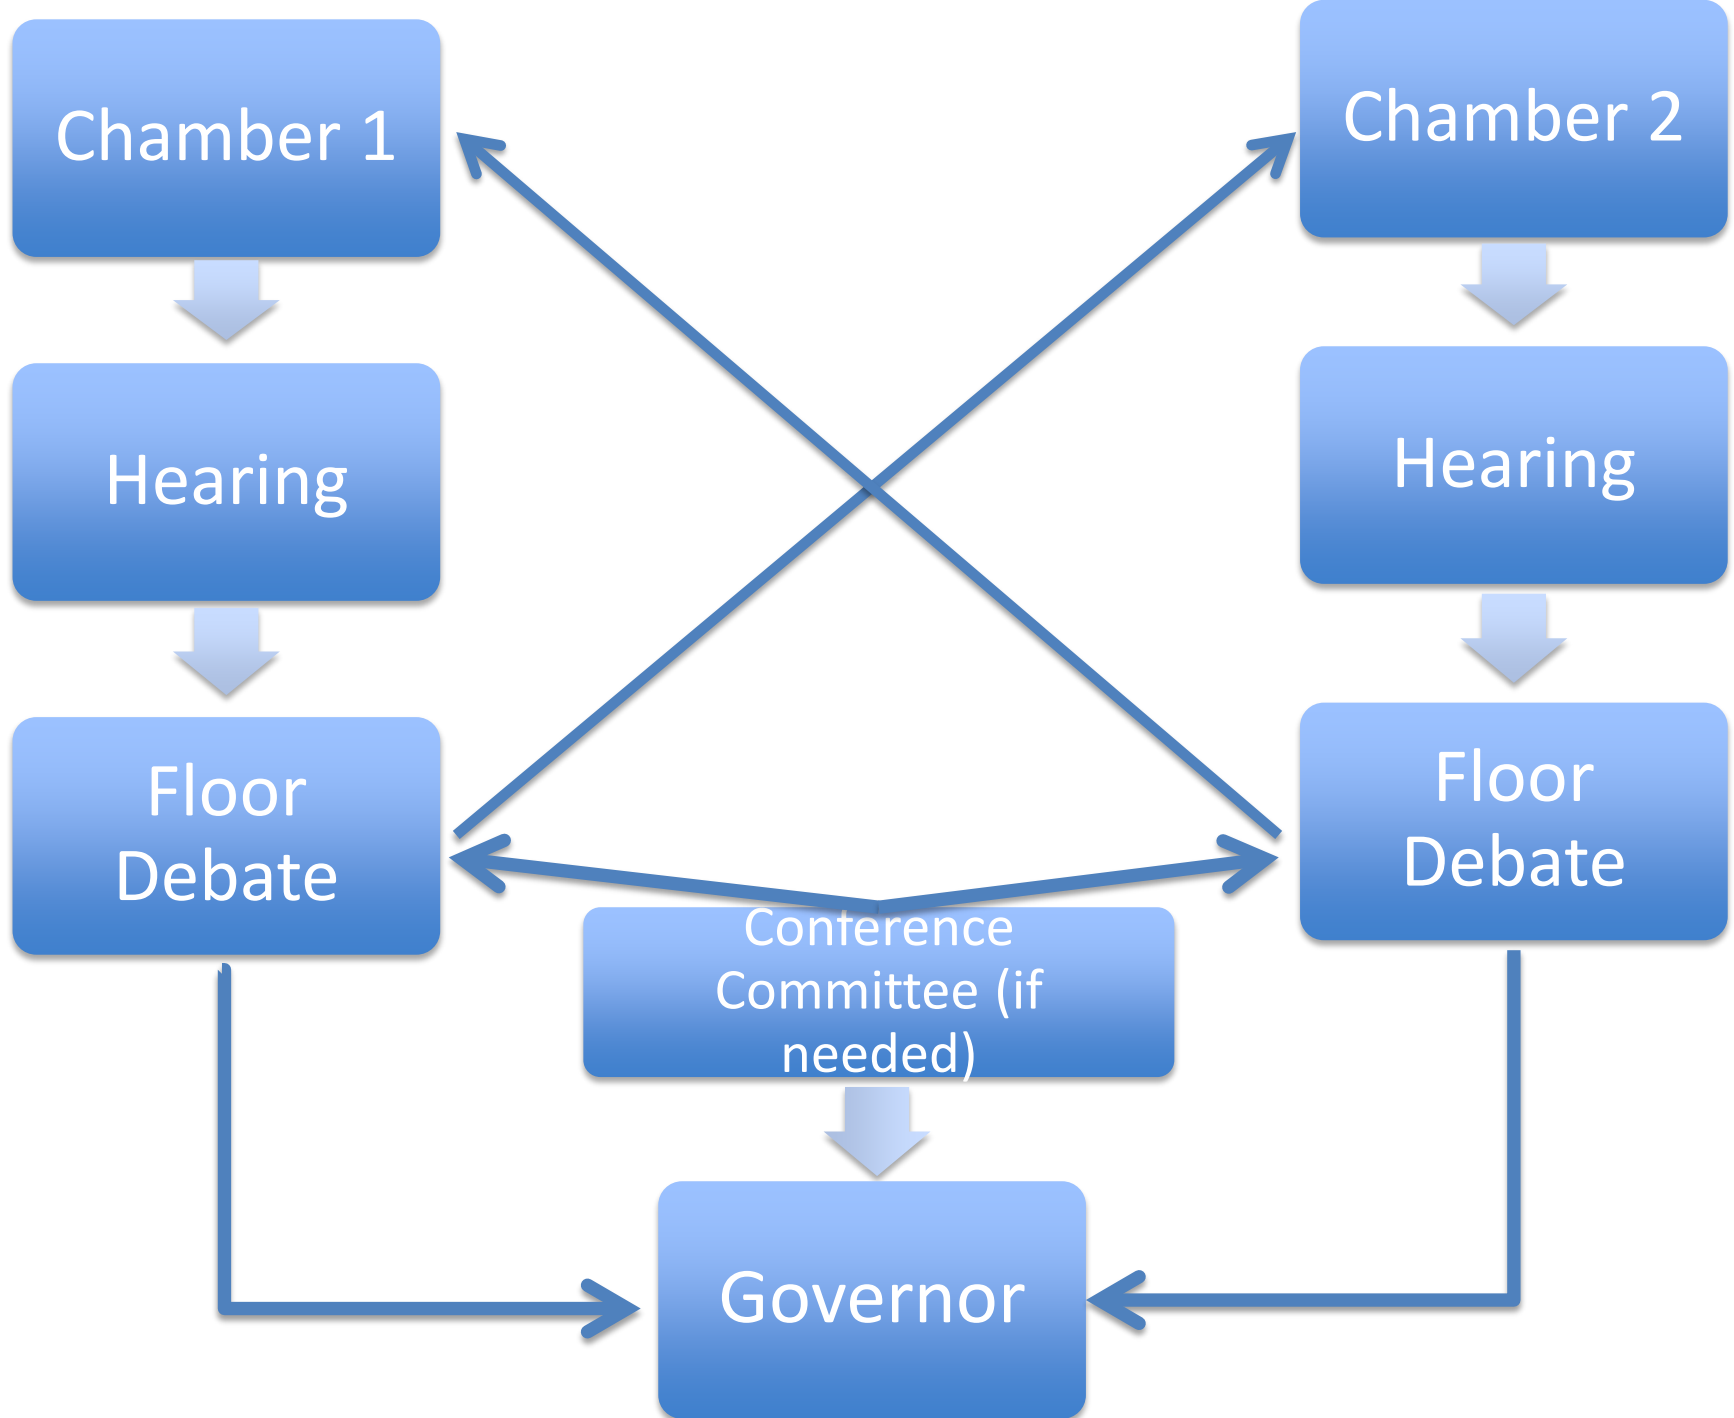 Chamber 1
Hearing
Floor
Debate
Chamber 2
Hearing
Floor
Debate
Conference
Committee (if
needed)
Governor